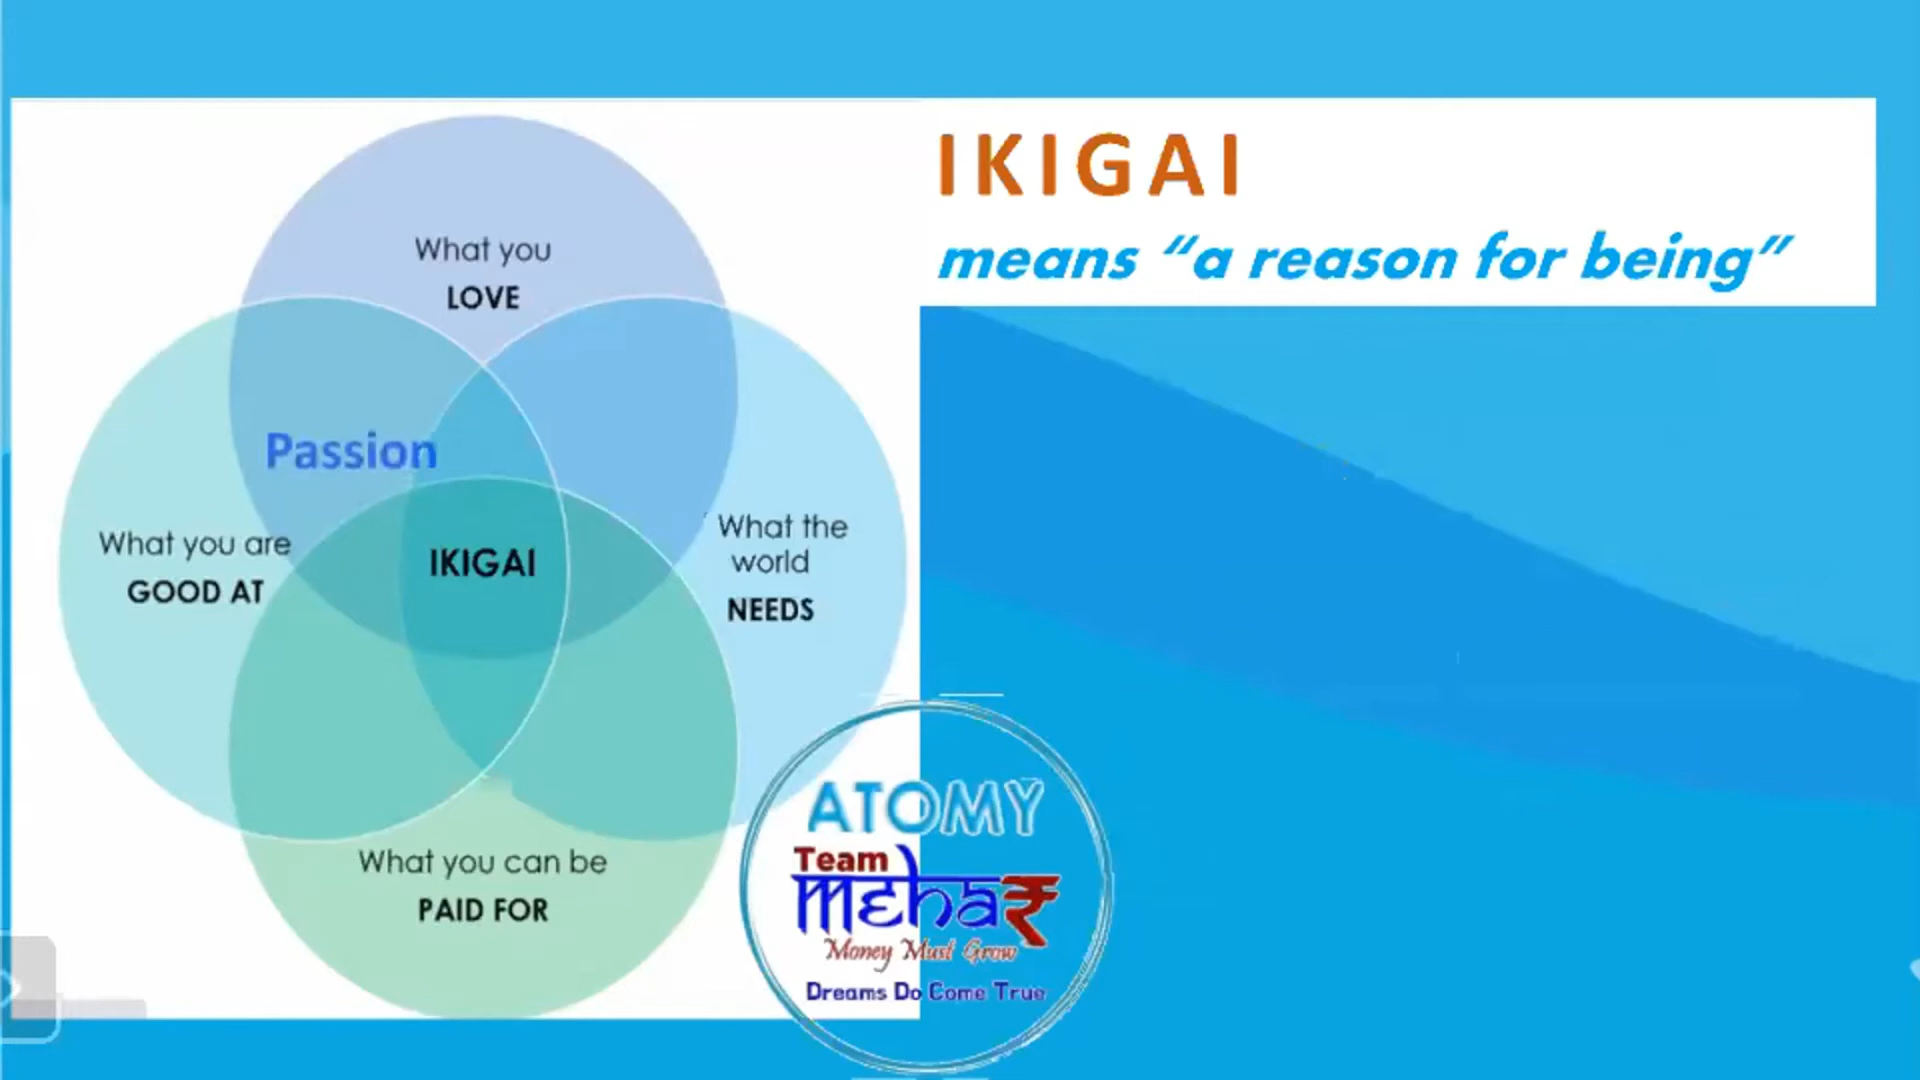 What you
LOVE
Passion
What you are
GOOD AT
IKIGAI
What the
world
NEEDS
What you can be
PAID FOR
IKIGAI
means “a reason for being”
ATOMY
Team
Mehar
Money Must Grow
Dreams Do Come True